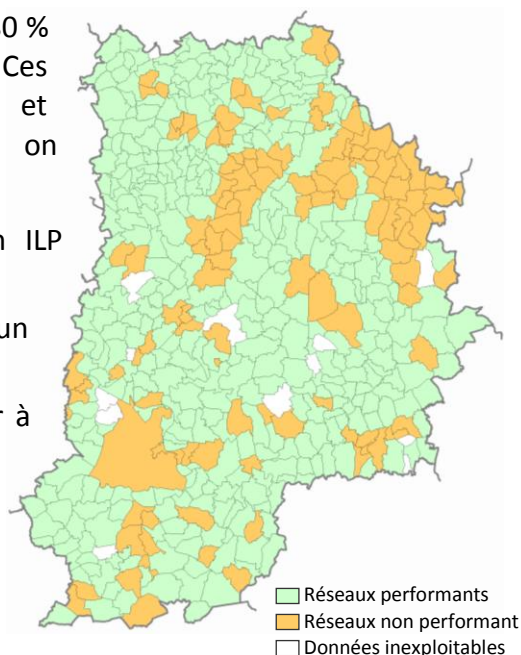 0 %
Ces
et
on
ILP
un
à
Réseaux performants
Réseaux non performant
Données inexploitables